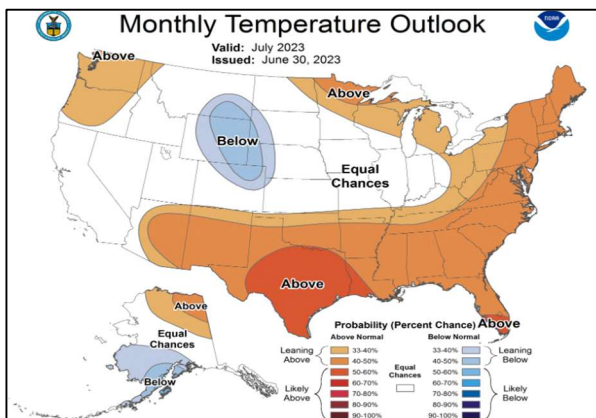 Monthly Temperature Outlook
Valid: July 2023
Issued: June 30, 2023
NOAA
Above
Above
Below
Equal
Chances
Above
Above
Above
Equal
Chances
Below
Probability (Percent Chance)
Above Normal
Below Normal
Leaning
Above
Likely
Above
33-40%
40-50%
50-60%
60-70%
70-80%
80-90%
90-100%
Equal
Chances
33-40%
40-50%
50-60%
60-70%
70-80%
80-90%
90-100%
Leaning
Below
Likely
Below